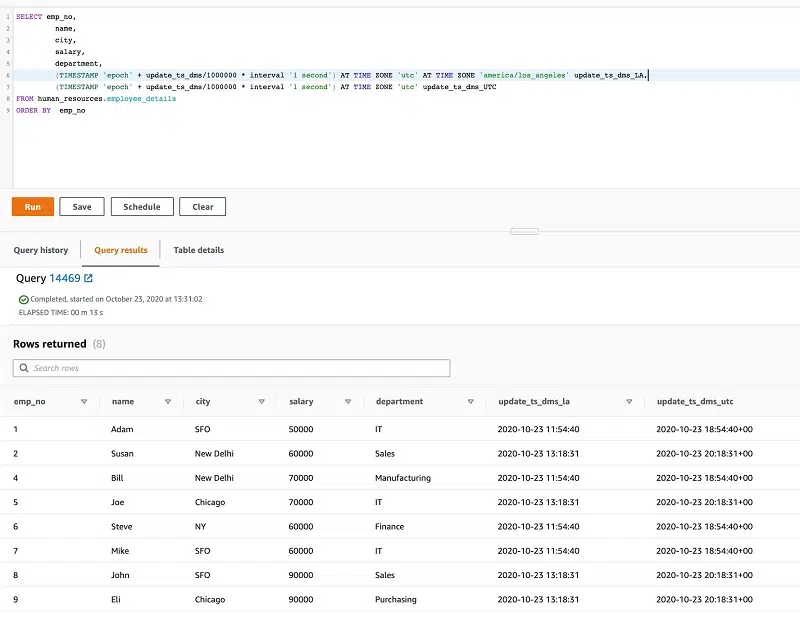 1 SELECT emp_no,
2 name,
3 city,
4 salary,
5 department,
6 (TIMESTAMP 'epoch' + update_ts_dms/1000000 * interval '1 second') AT TIME ZONE 'utc' AT TIME ZONE 'america/los_angeles' update_ts_dms_LA,
7 (TIMESTAMP 'epoch' + update_ts_dms/1000000 * interval '1 second') AT TIME ZONE 'utc' update_ts_dms_UTC
8 FROM human_resources.employee_details
9 ORDER BY emp_no
Run Save Schedule Clear
Query history Query results Table details
Query 14469
Completed, started on October 23, 2020 at 13:31:02
ELAPSED TIME: 00 m 13 s
Rows returned (8)
Search rows
emp_no name city salary department update_ts_dms_la update_ts_dms_utc
1 Adam SFO 50000 IT 2020-10-23 11:54:40 2020-10-23 18:54:40+00
2 Susan New Delhi 60000 Sales 2020-10-23 13:18:31 2020-10-23 20:18:31+00
4 Bill New Delhi 70000 Manufacturing 2020-10-23 11:54:40 2020-10-23 18:54:40+00
5 Joe Chicago 70000 IT 2020-10-23 13:18:31 2020-10-23 20:18:31+00
6 Steve NY 60000 Finance 2020-10-23 11:54:40 2020-10-23 18:54:40+00
7 Mike SFO 60000 IT 2020-10-23 11:54:40 2020-10-23 18:54:40+00
8 John SFO 90000 Sales 2020-10-23 13:18:31 2020-10-23 20:18:31+00
9 Eli Chicago 90000 Purchasing 2020-10-23 13:18:31 2020-10-23 20:18:31+00